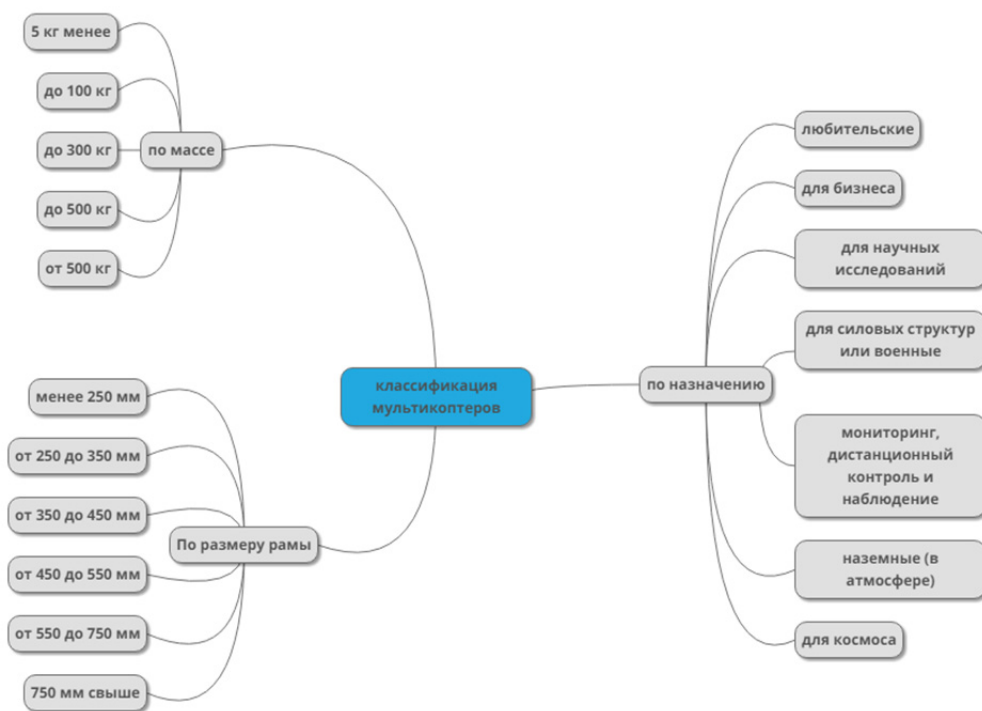 5 кг менее
до 100 кг
до 300 кг
до 500 кг
от 500 кг
по массе
менее 250 мм
от 250 до 350 мм
от 350 до 450 мм
от 450 до 550 мм
от 550 до 750 мм
750 мм свыше
По размеру рамы
классификация
мультикоптеров
по назначению
любительские
для бизнеса
для научных
исследований
для силовых структур
или военные
мониторинг,
дистанционный
контроль и
наблюдение
наземные (в
атмосфере)
для космоса